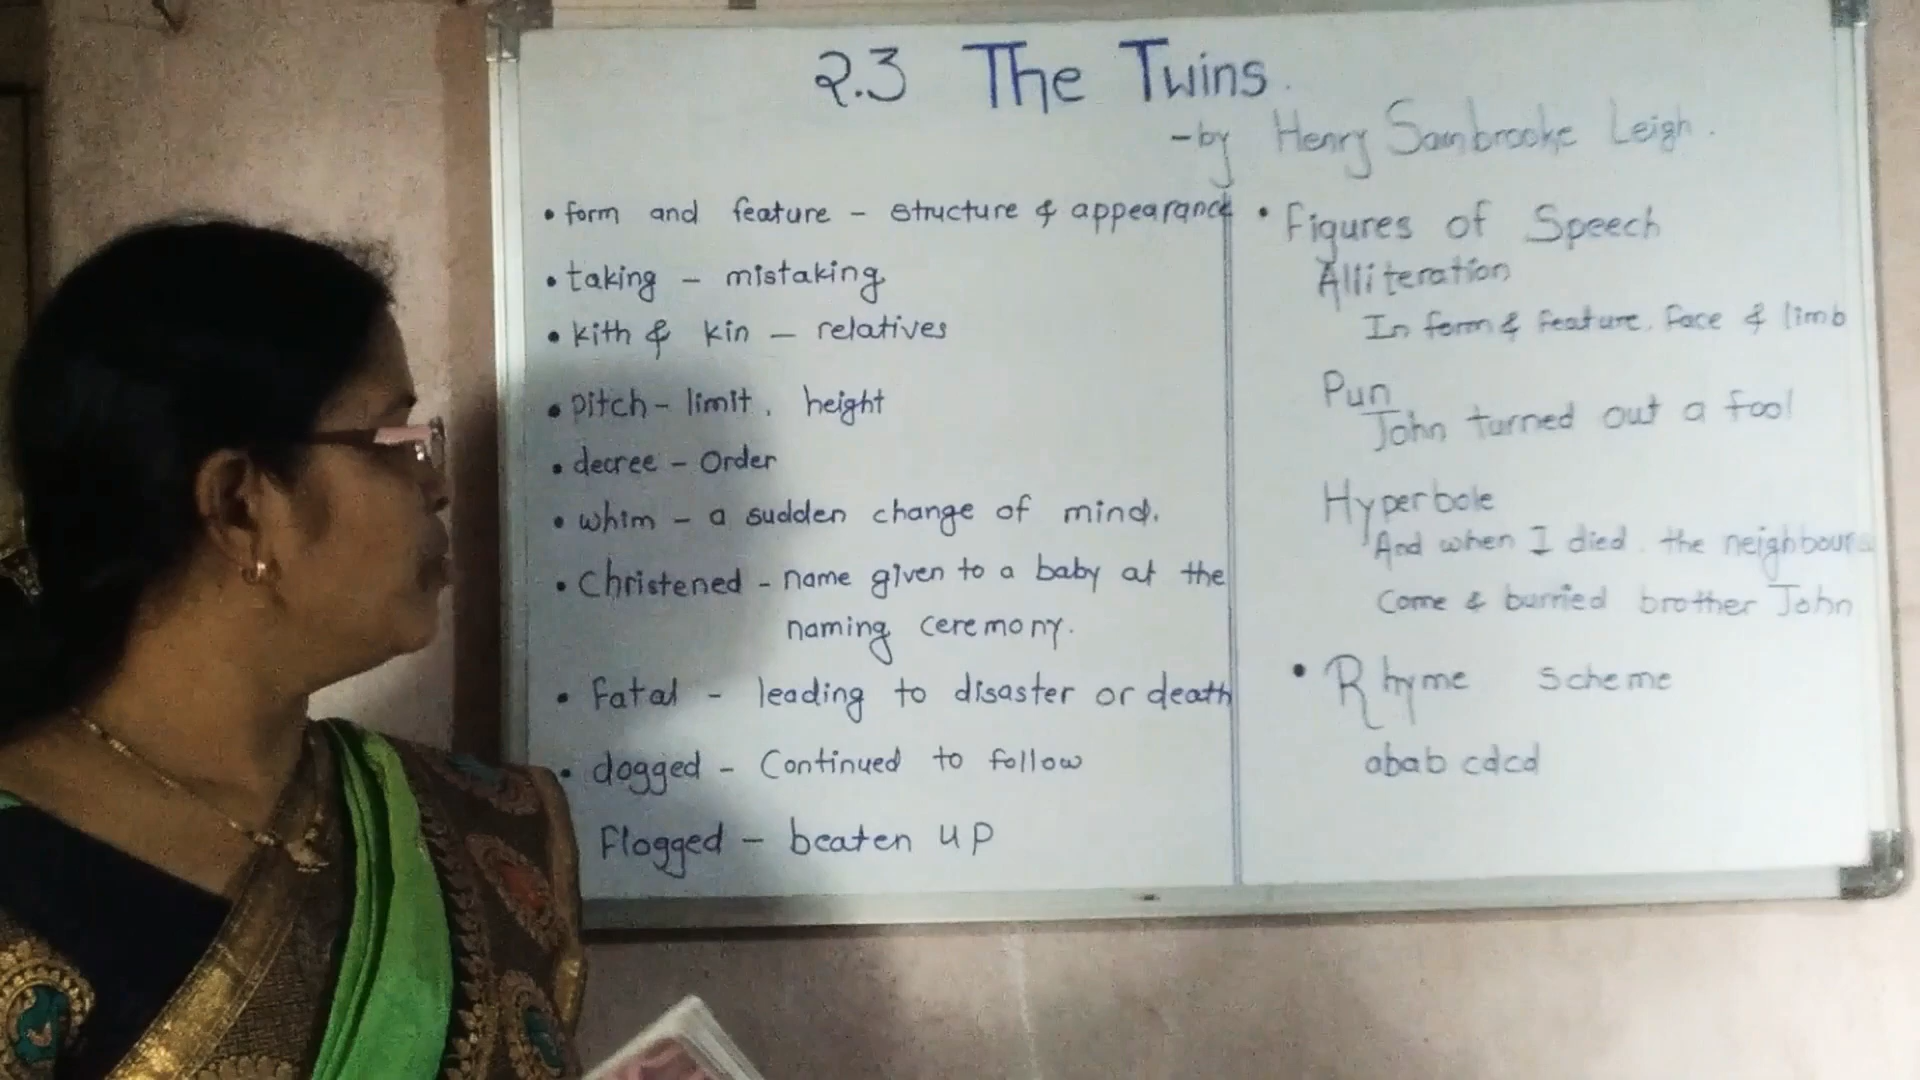 2.3 The Twins.
-by Henry Sambrooke Leigh.
• form and feature - structure & appearance
• taking - mistaking
• kith & kin - relatives
• pitch - limit, height
• decree - Order
• whim - a sudden change of mind.
• Christened - name given to a baby at the
naming ceremony.
• Fatal - leading to disaster or death
• dogged - Continued to follow
Flogged - beaten up
• Figures of Speech
Alliteration
In form & feature, face & limb
Pun
John turned out a fool
Hyperbole
And when I died, the neighbours
Come & burried brother John
• Rhyme scheme
abab cdcd